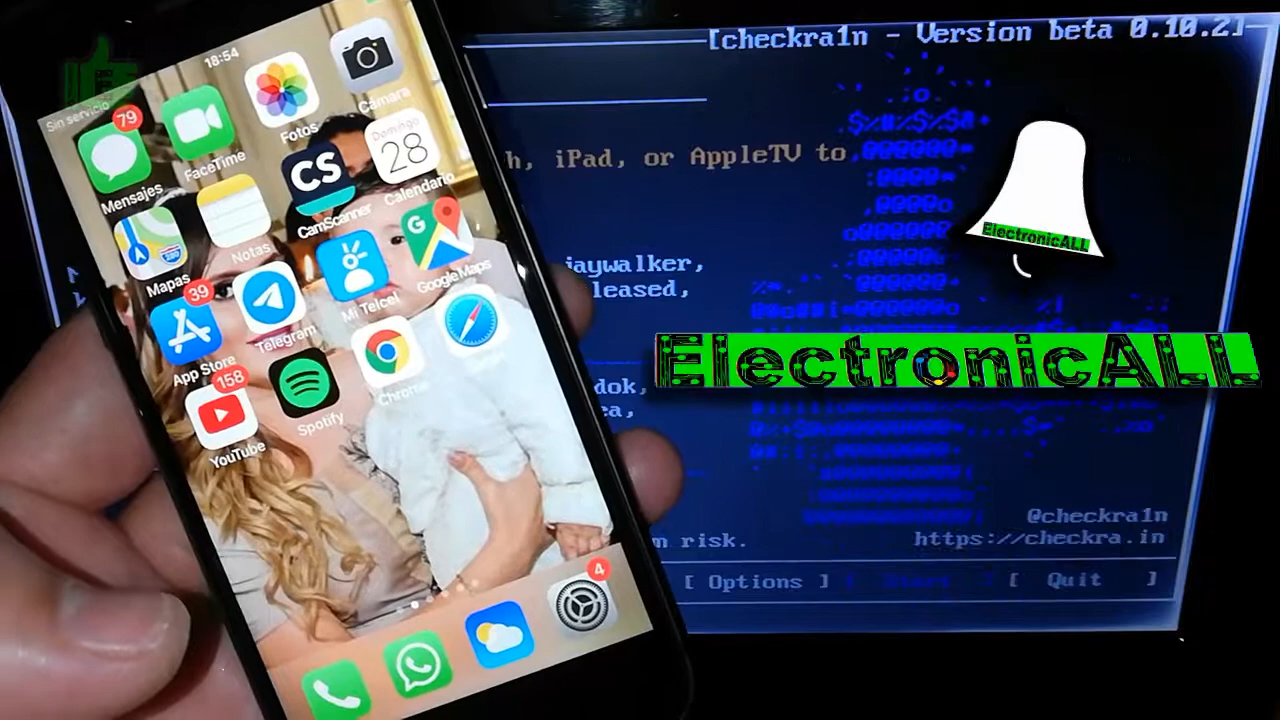 18:54
Sin servicio
79
Mensajes
FaceTime
Fotos
Cámara
Mapas
Notas
CS
CamScanner
Domingo
28
Calendario
39
App Store
Telegram
Mi Telcel
G
Google Maps
158
YouTube
Spotify
Chrome
4
[checkra1n - Version beta 0.10.2]
h, iPad, or AppleTV to
jaywalker,
leased,
dok,
ea,
m risk.
@checkra1n
https://checkra.in
[ Options ] [ Start ] [ Quit ]
ElectronicALL
ElectronicALL